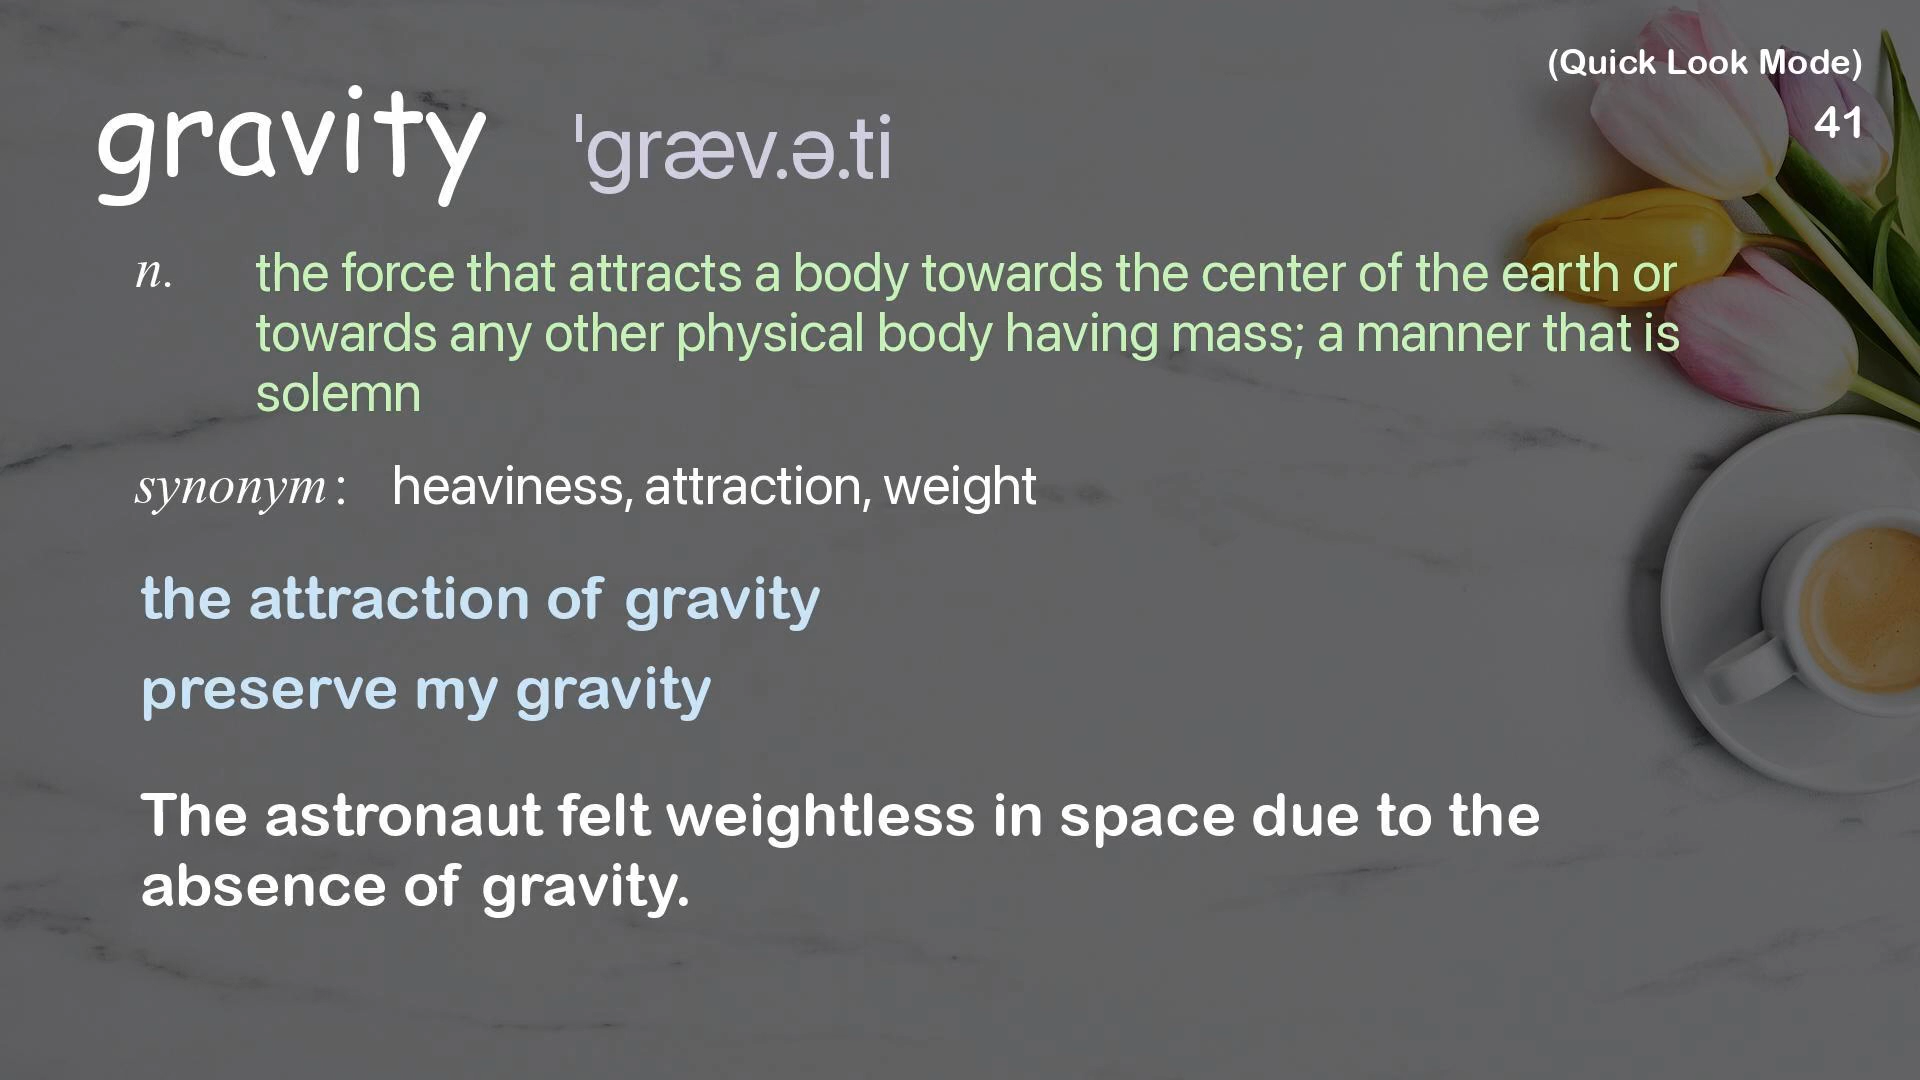 (Quick Look Mode)
41
gravity ˈɡræv.ə.ti
n. the force that attracts a body towards the center of the earth or
towards any other physical body having mass; a manner that is
solemn
synonym: heaviness, attraction, weight
the attraction of gravity
preserve my gravity
The astronaut felt weightless in space due to the
absence of gravity.